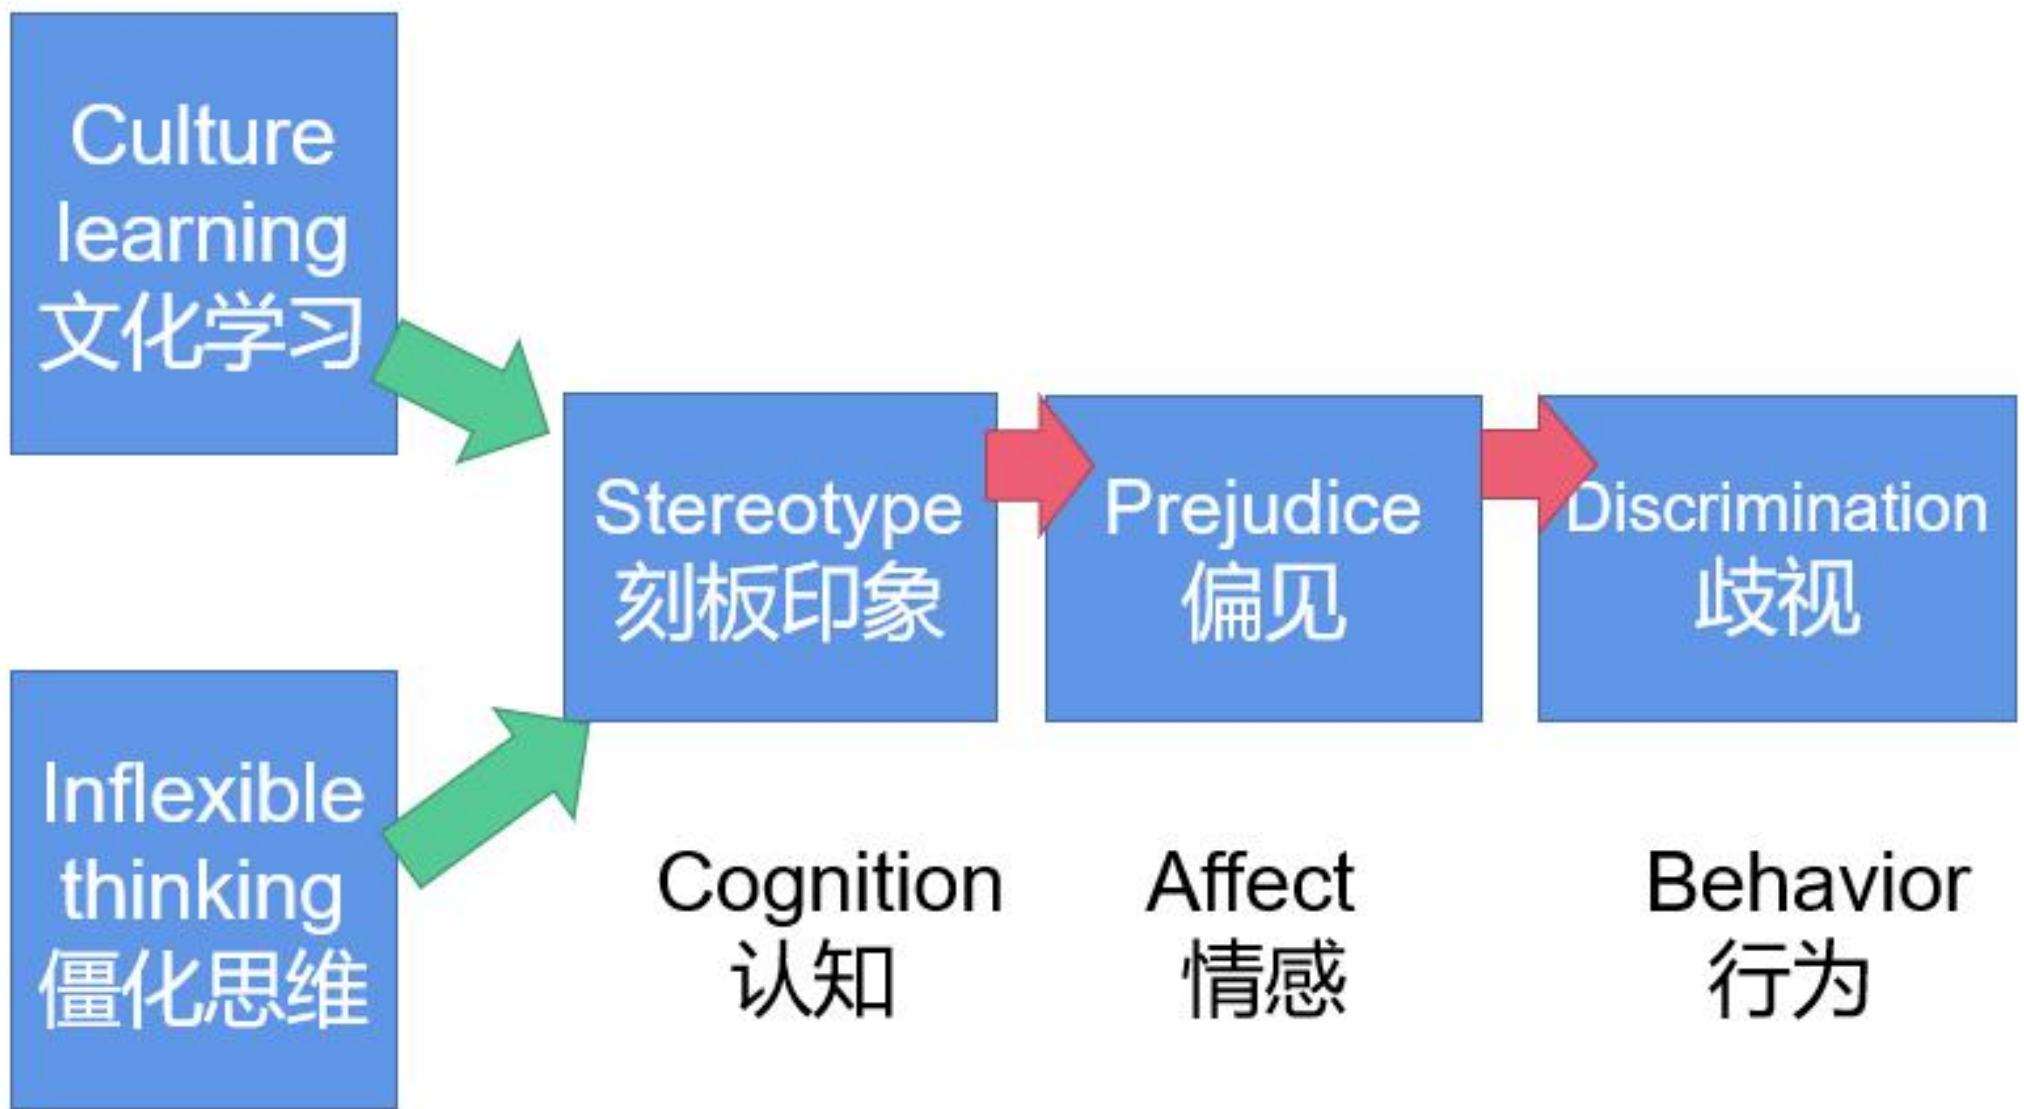 Culture
learning
文化学习
Stereotype
刻板印象
Prejudice
偏见
Discrimination
歧视
Inflexible
thinking
僵化思维
Cognition
认知
Affect
情感
Behavior
行为